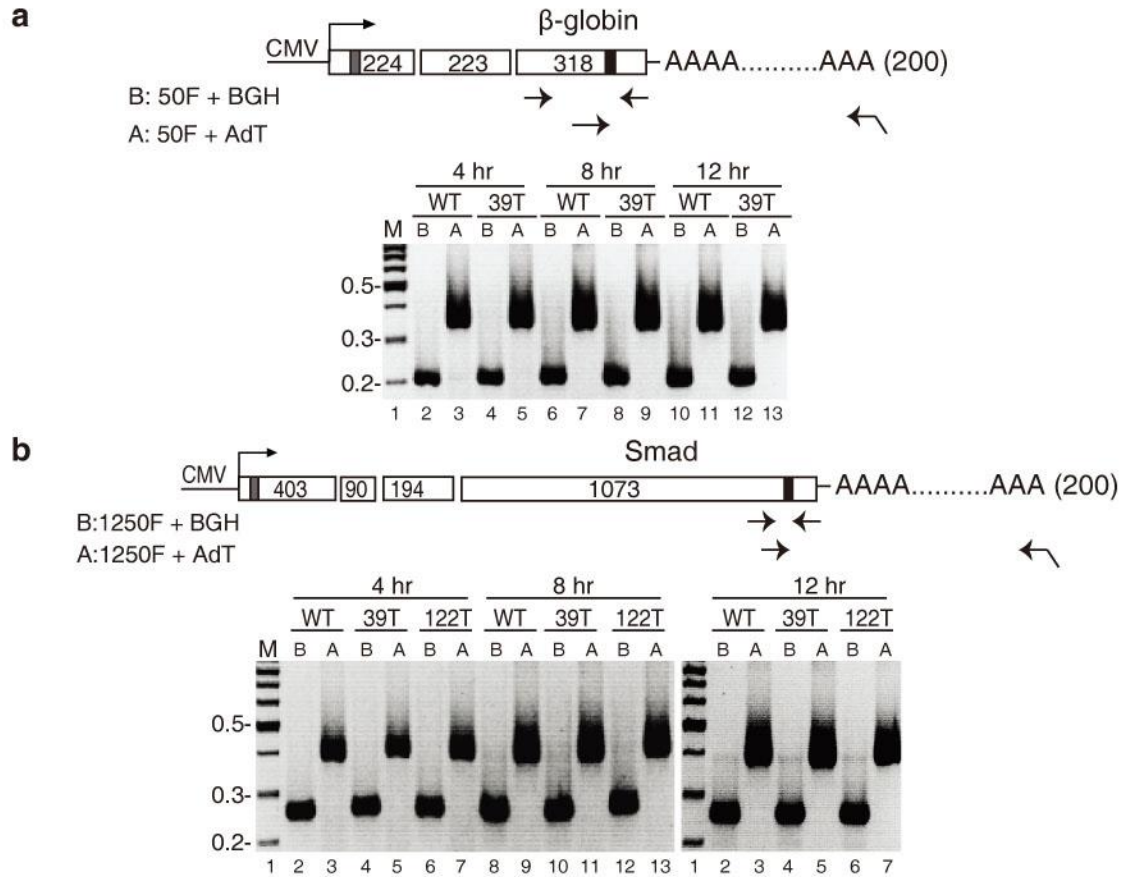 a
β-globin
CMV 224 223 318 AAAA..........AAA (200)
B: 50F + BGH
A: 50F + AdT
4 hr 8 hr 12 hr
WT 39T WT 39T WT 39T
M B A B A B A B A B A B A
0.5-
0.3-
0.2-
1 2 3 4 5 6 7 8 9 10 11 12 13
b
Smad
CMV 403 90 194 1073 AAAA..........AAA (200)
B:1250F + BGH
A:1250F + AdT
4 hr 8 hr 12 hr
WT 39T 122T WT 39T 122T WT 39T 122T
M B A B A B A B A B A B A B A B A B A
0.5-
0.3-
0.2-
1 2 3 4 5 6 7 8 9 10 11 12 13 1 2 3 4 5 6 7